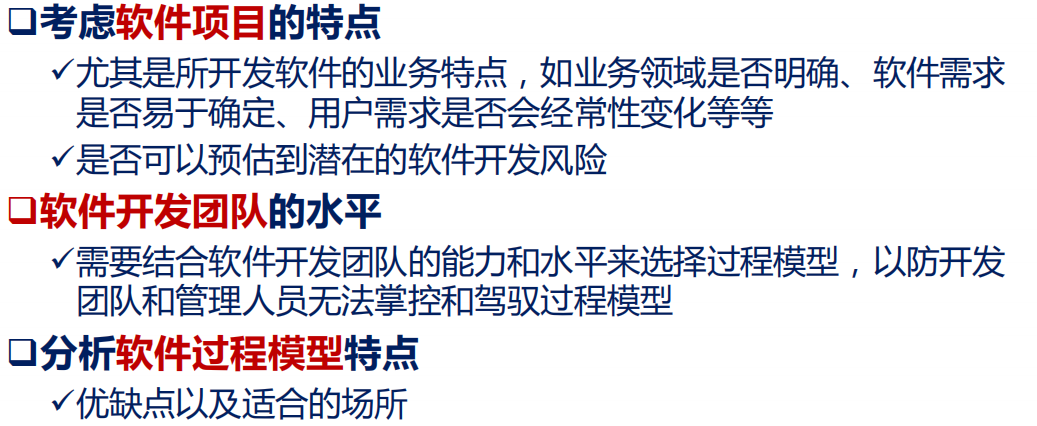 ❑考虑软件项目的特点
✓尤其是所开发软件的业务特点，如业务领域是否明确、软件需求
是否易于确定、用户需求是否会经常性变化等等
✓是否可以预估到潜在的软件开发风险
❑软件开发团队的水平
✓需要结合软件开发团队的能力和水平来选择过程模型，以防开发
团队和管理人员无法掌控和驾驭过程模型
❑分析软件过程模型特点
✓优缺点以及适合的场所